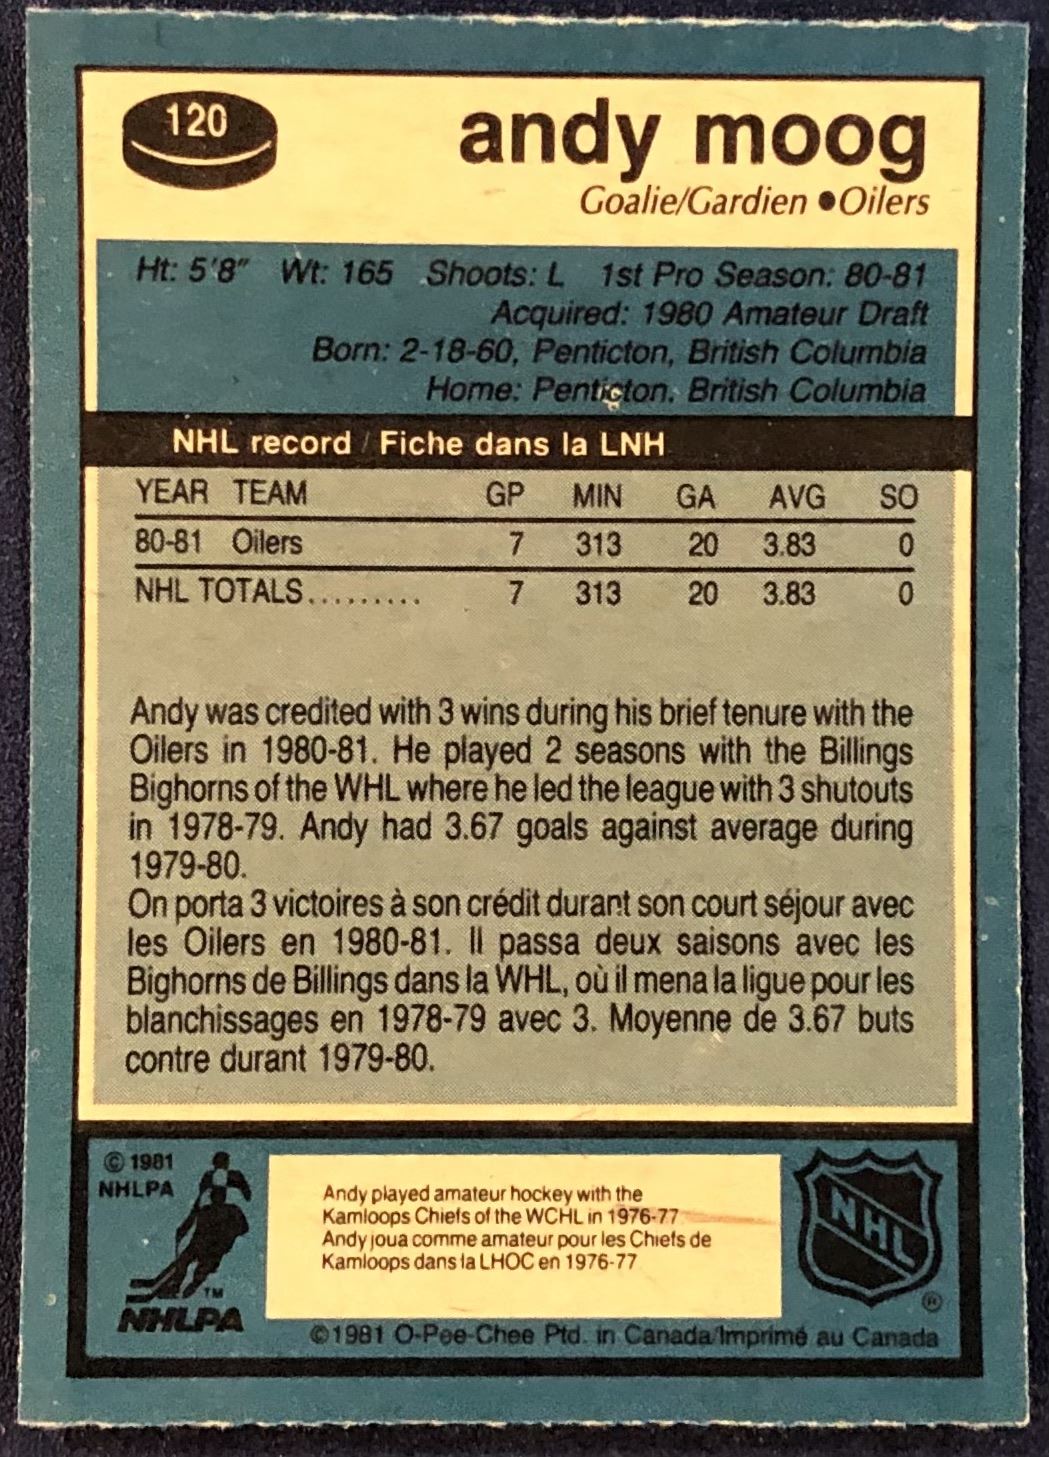 120
andy moog
Goalie/Gardien ●Oilers
Ht: 5'8" Wt: 165 Shoots: L 1st Pro Season: 80-81
Acquired: 1980 Amateur Draft
Born: 2-18-60, Penticton, British Columbia
Home: Penticton, British Columbia
NHL record / Fiche dans la LNH
YEAR TEAM GP MIN GA AVG SO
80-81 Oilers 7 313 20 3.83 0
NHL TOTALS......... 7 313 20 3.83 0
Andy was credited with 3 wins during his brief tenure with the
Oilers in 1980-81. He played 2 seasons with the Billings
Bighorns of the WHL where he led the league with 3 shutouts
in 1978-79. Andy had 3.67 goals against average during
1979-80.
On porta 3 victoires à son crédit durant son court séjour avec
les Oilers en 1980-81. Il passa deux saisons avec les
Bighorns de Billings dans la WHL, où il mena la ligue pour les
blanchissages en 1978-79 avec 3. Moyenne de 3.67 buts
contre durant 1979-80.
© 1981
NHLPA
TM
NHLPA
Andy played amateur hockey with the
Kamloops Chiefs of the WCHL in 1976-77
Andy joua comme amateur pour les Chiefs de
Kamloops dans la LHOC en 1976-77
NHL
®
©1981 O-Pee-Chee Ptd. in Canada/Imprimé au Canada